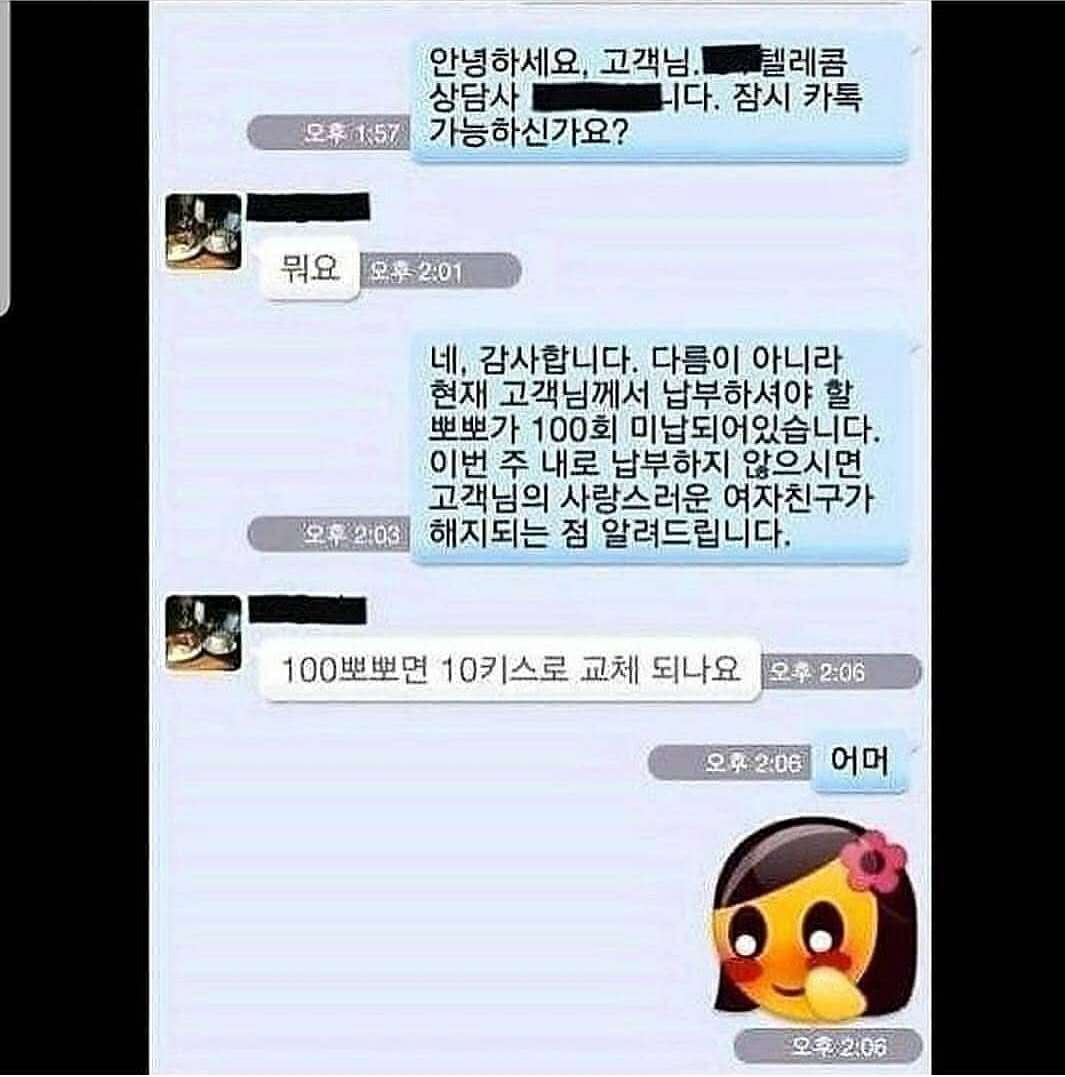 안녕하세요, 고객님. 텔레콤
상담사 니다. 잠시 카톡
가능하신가요?
오후 1:57
뭐요
오후 2:01
네, 감사합니다. 다름이 아니라
현재 고객님께서 납부하셔야 할
뽀뽀가 100회 미납되어있습니다.
이번 주 내로 납부하지 않으시면
고객님의 사랑스러운 여자친구가
해지되는 점 알려드립니다.
오후 2:03
100뽀뽀면 10키스로 교체 되나요
오후 2:06
어머
오후 2:06
오후 2:06